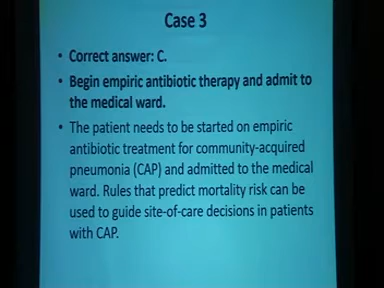 Case 3
• Correct answer: C.
• Begin empiric antibiotic therapy and admit to
the medical ward.
• The patient needs to be started on empiric
antibiotic treatment for community-acquired
pneumonia (CAP) and admitted to the medical
ward. Rules that predict mortality risk can be
used to guide site-of-care decisions in patients
with CAP.